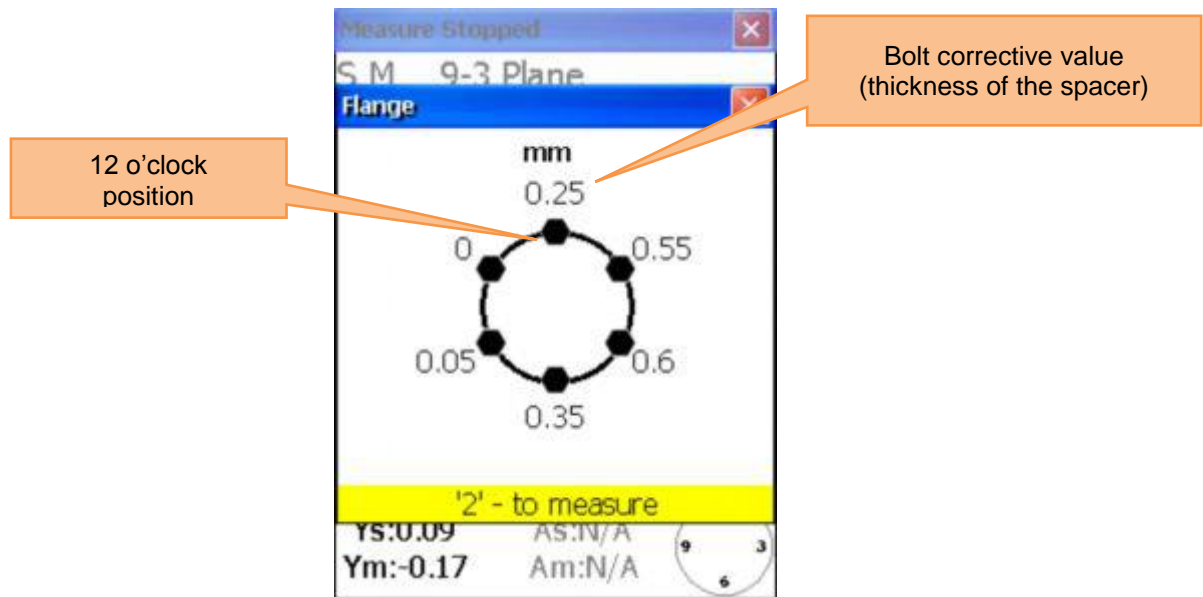 Measure Stopped
S M 9-3 Plane
Flange
Bolt corrective value
(thickness of the spacer)
12 o'clock
position
mm
0.25
0
0.55
0.05
0.6
0.35
'2' - to measure
Ys:0.09 As:N/A
Ym:-0.17 Am:N/A
9 3
6